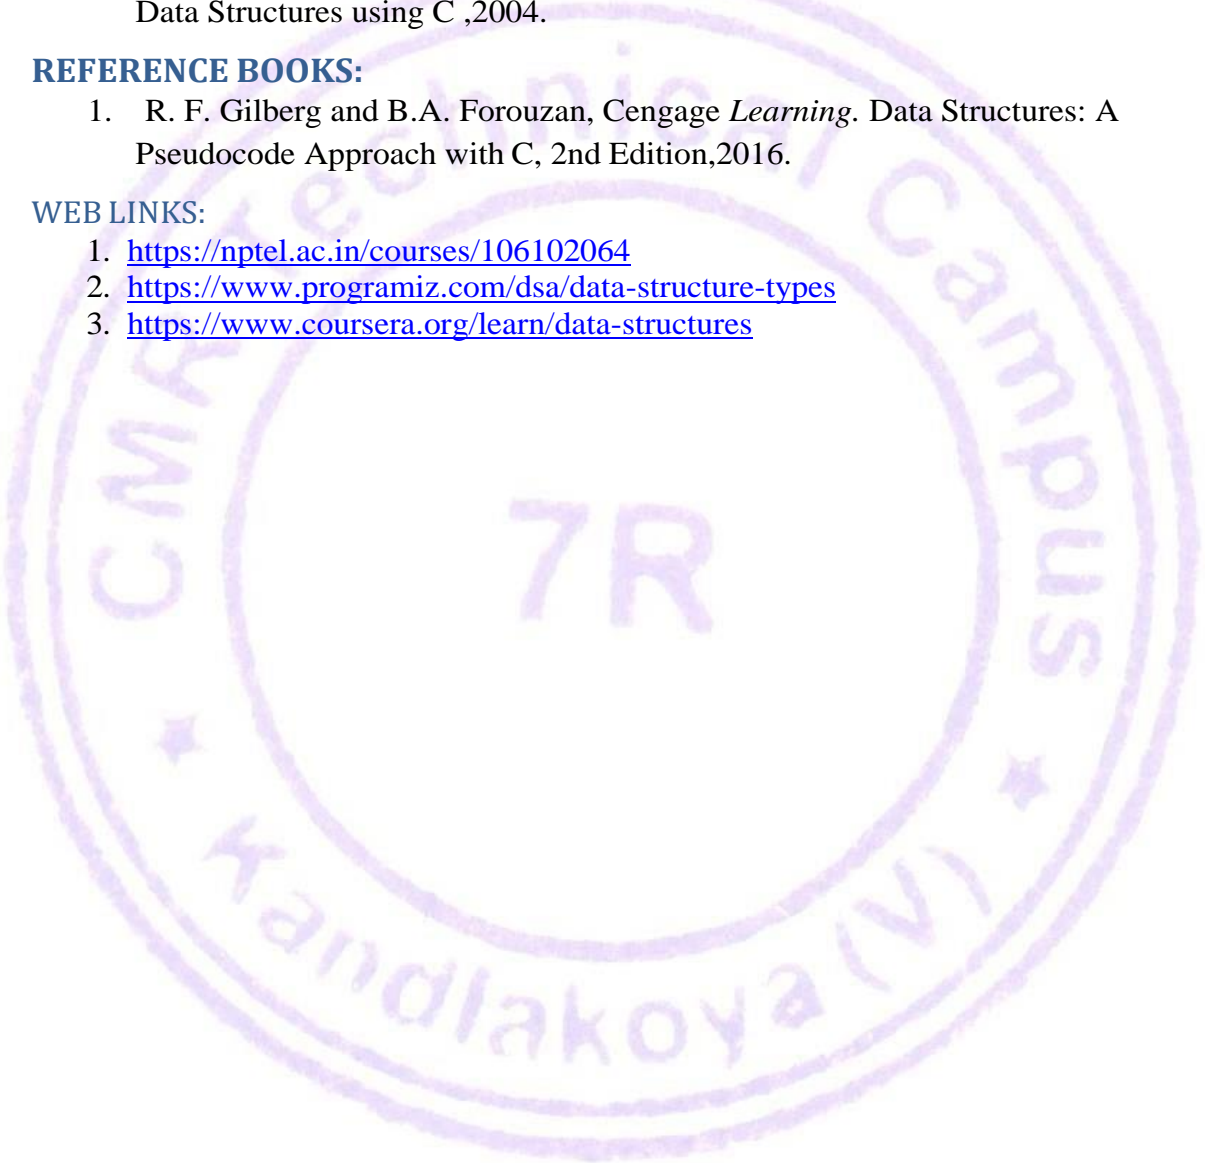 Data Structures using C ,2004.
REFERENCE BOOKS:
1. R. F. Gilberg and B.A. Forouzan, Cengage Learning. Data Structures: A
Pseudocode Approach with C, 2nd Edition,2016.
WEB LINKS:
1. https://nptel.ac.in/courses/106102064
2. https://www.programiz.com/dsa/data-structure-types
3. https://www.coursera.org/learn/data-structures
CMR Technical Campus
7R
★ Kandlakoya (V) ★